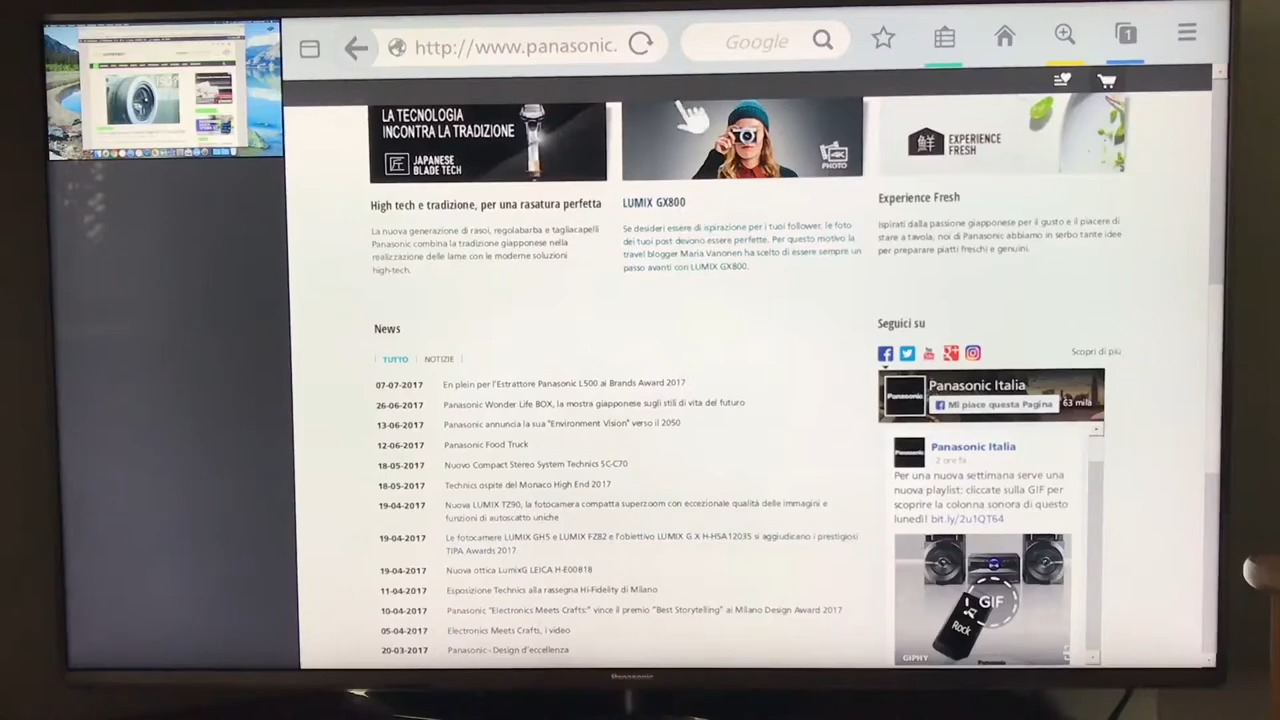 http://www.panasonic.
Google
1
LA TECNOLOGIA
INCONTRA LA TRADIZIONE
匠 JAPANESE
BLADE TECH
4K
PHOTO
鮮 EXPERIENCE
FRESH
High tech e tradizione, per una rasatura perfetta
La nuova generazione di rasoi, regolabarba e tagliacapelli
Panasonic combina la tradizione giapponese nella
realizzazione delle lame con le moderne soluzioni
high-tech.
LUMIX GX800
Se desideri essere di ispirazione per i tuoi follower, le foto
dei tuoi post devono essere perfette. Per questo motivo la
travel blogger Maria Vanonen ha scelto di essere sempre un
passo avanti con LUMIX GX800.
Experience Fresh
Ispirati dalla passione giapponese per il gusto e il piacere di
stare a tavola, noi di Panasonic abbiamo in serbo tante idee
per preparare piatti freschi e genuini.
News
TUTTO NOTIZIE
07-07-2017 En plein per l'Estrattore Panasonic L500 ai Brands Award 2017
26-06-2017 Panasonic Wonder Life BOX, la mostra giapponese sugli stili di vita del futuro
13-06-2017 Panasonic annuncia la sua "Environment Vision" verso il 2050
12-06-2017 Panasonic Food Truck
18-05-2017 Nuovo Compact Stereo System Technics SC-C70
18-05-2017 Technics ospite del Monaco High End 2017
19-04-2017 Nuova LUMIX TZ90, la fotocamera compatta superzoom con eccezionale qualità delle immagini e
funzioni di autoscatto uniche
19-04-2017 Le fotocamere LUMIX GH5 e LUMIX FZ82 e l'obiettivo LUMIX G X H-HSA12035 si aggiudicano i prestigiosi
TIPA Awards 2017
19-04-2017 Nuova ottica LumixG LEICA H-E00818
11-04-2017 Esposizione Technics alla rassegna Hi-Fidelity di Milano
10-04-2017 Panasonic "Electronics Meets Crafts:" vince il premio "Best Storytelling" ai Milano Design Award 2017
05-04-2017 Electronics Meets Crafts, i video
20-03-2017 Panasonic - Design d'eccellenza
Seguici su
Scopri di più
Panasonic
Panasonic Italia
Mi piace questa Pagina 63 mila
Panasonic
Panasonic Italia
2 ore fa
Per una nuova settimana serve una
nuova playlist: cliccate sulla GIF per
scoprire la colonna sonora di questo
lunedì! bit.ly/2u1QT64
GIF
Rock
GIPHY
Panasonic
Panasonic